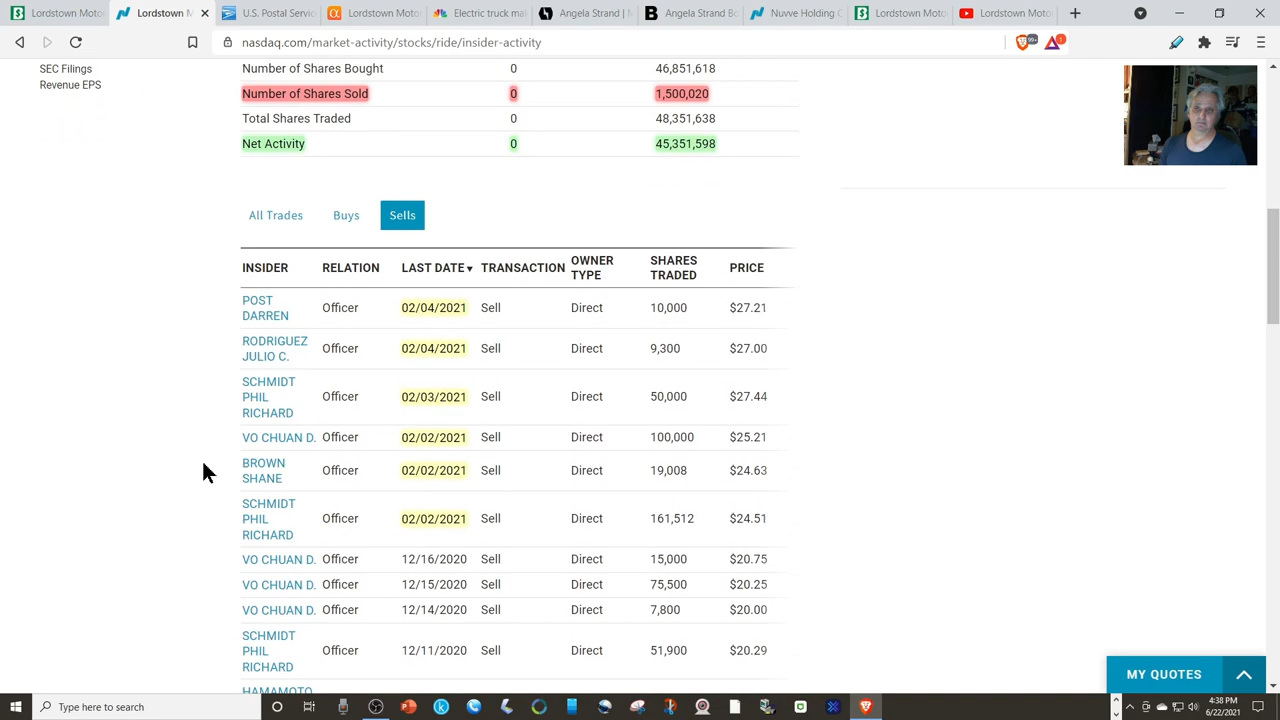 Lordstown Moto
Lordstown Mot
U.S. Postal Servic
Lordstown Mot
Electric truck mak
Angela Strand | M
Angela Strand Bo
Nuvve Holding C
Lordstown Moto
Lordstown Moto
nasdaq.com/market-activity/stocks/ride/insider-activity
99+
1
SEC Filings
Revenue EPS
Number of Shares Bought 0 46,851,618
Number of Shares Sold 0 1,500,020
Total Shares Traded 0 48,351,638
Net Activity 0 45,351,598
All Trades Buys Sells
INSIDER RELATION LAST DATE▼ TRANSACTION OWNER TYPE SHARES TRADED PRICE
POST DARREN Officer 02/04/2021 Sell Direct 10,000 $27.21
RODRIGUEZ JULIO C. Officer 02/04/2021 Sell Direct 9,300 $27.00
SCHMIDT PHIL RICHARD Officer 02/03/2021 Sell Direct 50,000 $27.44
VO CHUAN D. Officer 02/02/2021 Sell Direct 100,000 $25.21
BROWN SHANE Officer 02/02/2021 Sell Direct 19,008 $24.63
SCHMIDT PHIL RICHARD Officer 02/02/2021 Sell Direct 161,512 $24.51
VO CHUAN D. Officer 12/16/2020 Sell Direct 15,000 $20.75
VO CHUAN D. Officer 12/15/2020 Sell Direct 75,500 $20.25
VO CHUAN D. Officer 12/14/2020 Sell Direct 7,800 $20.00
SCHMIDT PHIL RICHARD Officer 12/11/2020 Sell Direct 51,900 $20.29
HAMAMOTO
MY QUOTES
Type here to search
4:38 PM
6/22/2021